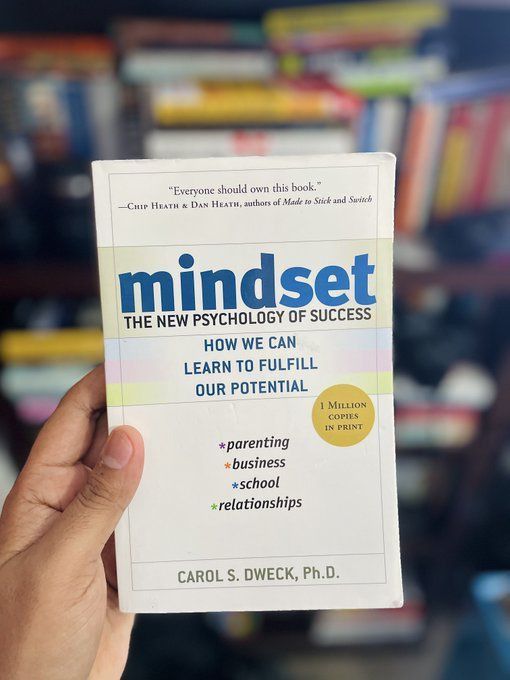 “Everyone should own this book.”
—Chip Heath & Dan Heath, authors of Made to Stick and Switch
mindset
THE NEW PSYCHOLOGY OF SUCCESS
HOW WE CAN
LEARN TO FULFILL
OUR POTENTIAL
1 Million
copies
in print
*parenting
*business
*school
*relationships
CAROL S. DWECK, Ph.D.